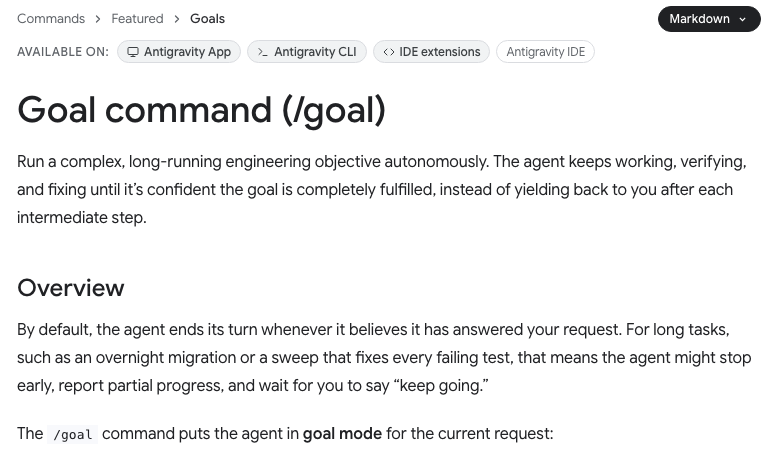 Commands > Featured > Goals
Markdown
AVAILABLE ON: Antigravity App Antigravity CLI IDE extensions Antigravity IDE
Goal command (/goal)
Run a complex, long-running engineering objective autonomously. The agent keeps working, verifying,
and fixing until it’s confident the goal is completely fulfilled, instead of yielding back to you after each
intermediate step.
Overview
By default, the agent ends its turn whenever it believes it has answered your request. For long tasks,
such as an overnight migration or a sweep that fixes every failing test, that means the agent might stop
early, report partial progress, and wait for you to say “keep going.”
The /goal command puts the agent in goal mode for the current request: